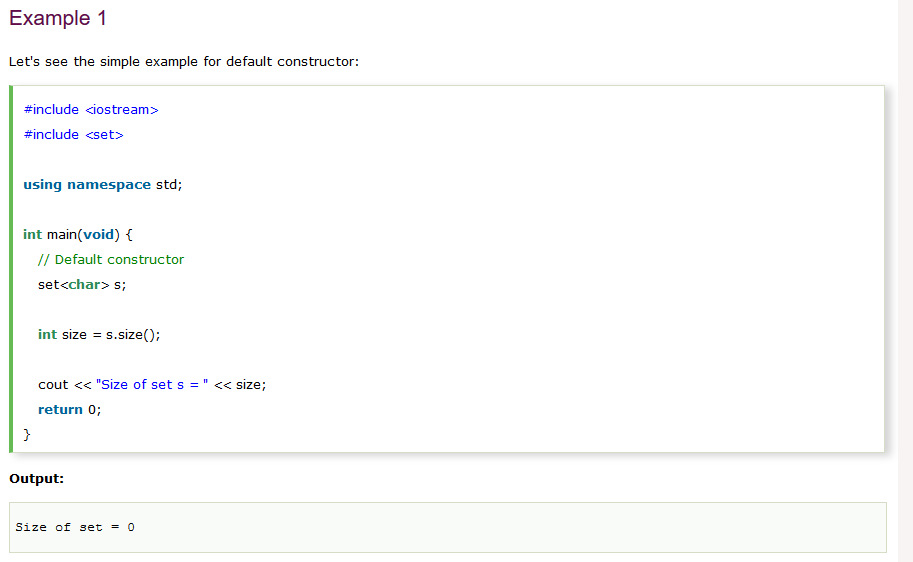 Example 1
Let's see the simple example for default constructor:
#include <iostream>
#include <set>
using namespace std;
int main(void) {
// Default constructor
set<char> s;
int size = s.size();
cout << "Size of set s = " << size;
return 0;
}
Output:
Size of set = 0